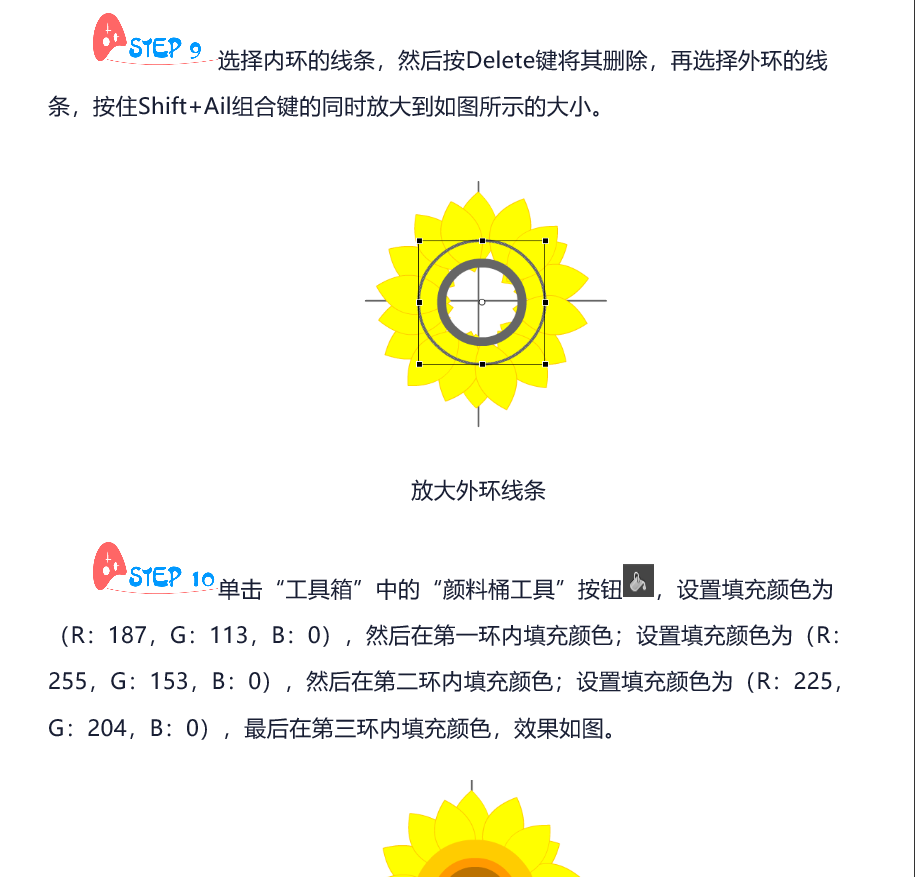 STEP 9 选择内环的线条，然后按Delete键将其删除，再选择外环的线
条，按住Shift+Ail组合键的同时放大到如图所示的大小。
放大外环线条
STEP 10 单击“工具箱”中的“颜料桶工具”按钮，设置填充颜色为
（R：187，G：113，B：0），然后在第一环内填充颜色；设置填充颜色为（R：
255，G：153，B：0），然后在第二环内填充颜色；设置填充颜色为（R：225，
G：204，B：0），最后在第三环内填充颜色，效果如图。